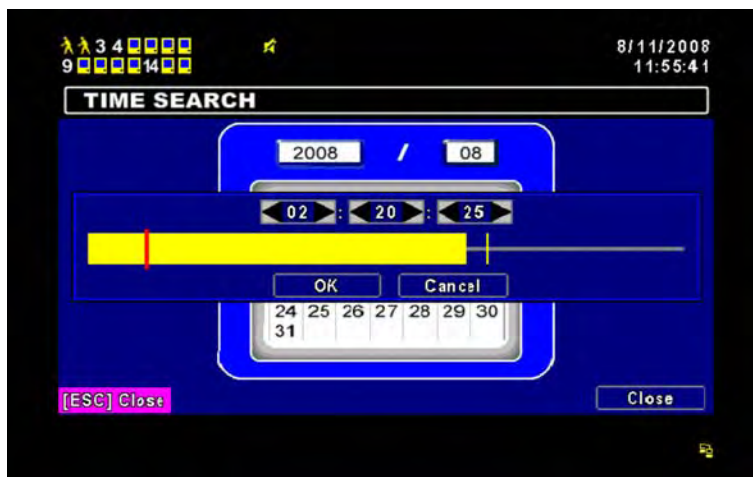 3 4
8/11/2008
9 14
11:55:41
TIME SEARCH
2008 / 08
02 : 20 : 25
OK Cancel
24 25 26 27 28 29 30
31
[ESC] Close
Close